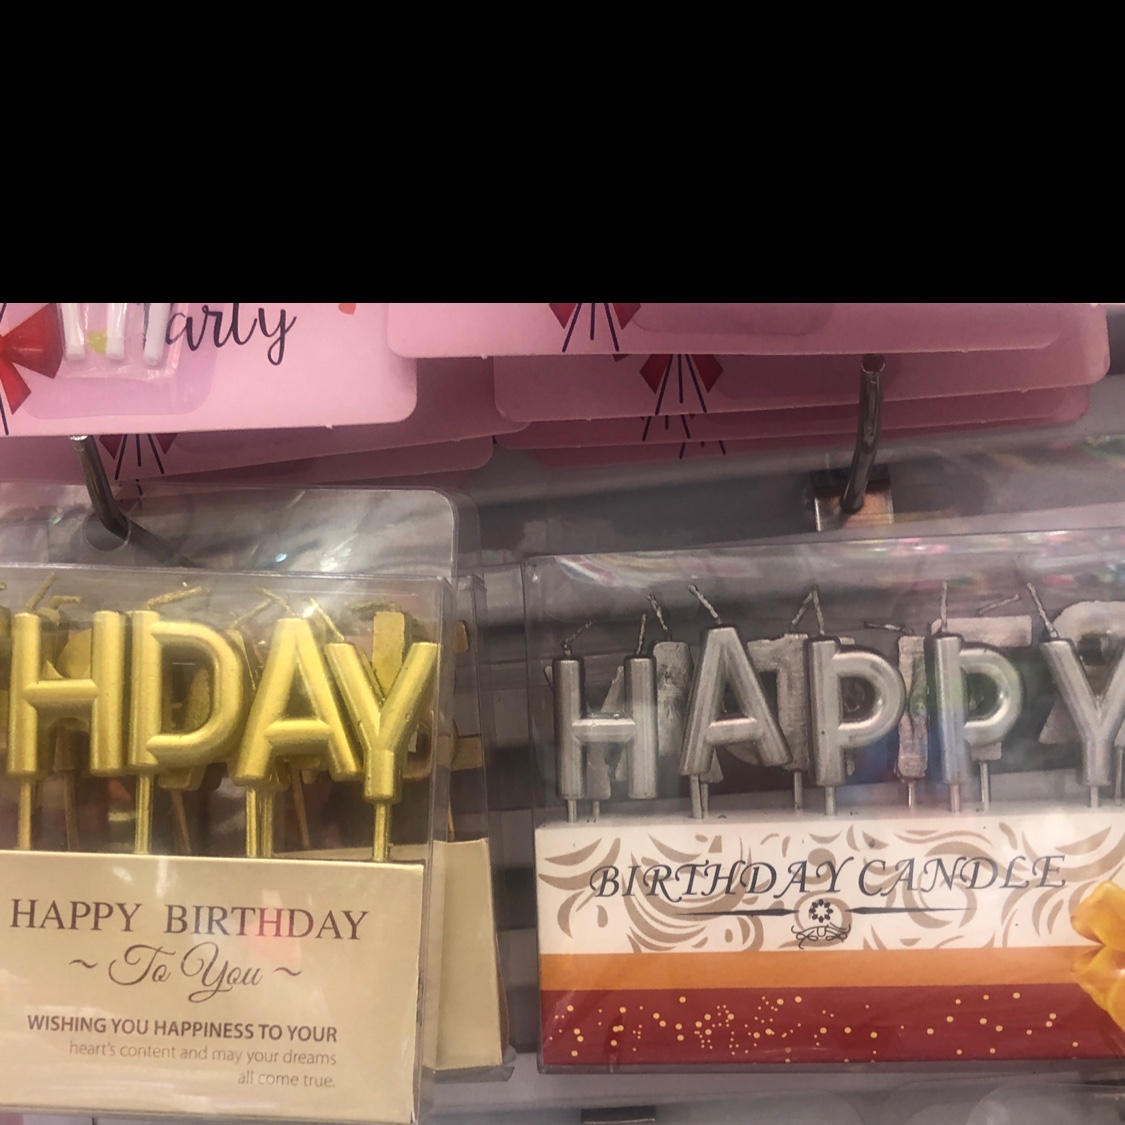 Party
HDAY
HAPPY
BIRTHDAY CANDLE
HAPPY BIRTHDAY
~ To You ~
WISHING YOU HAPPINESS TO YOUR
heart's content and may your dreams
all come true.